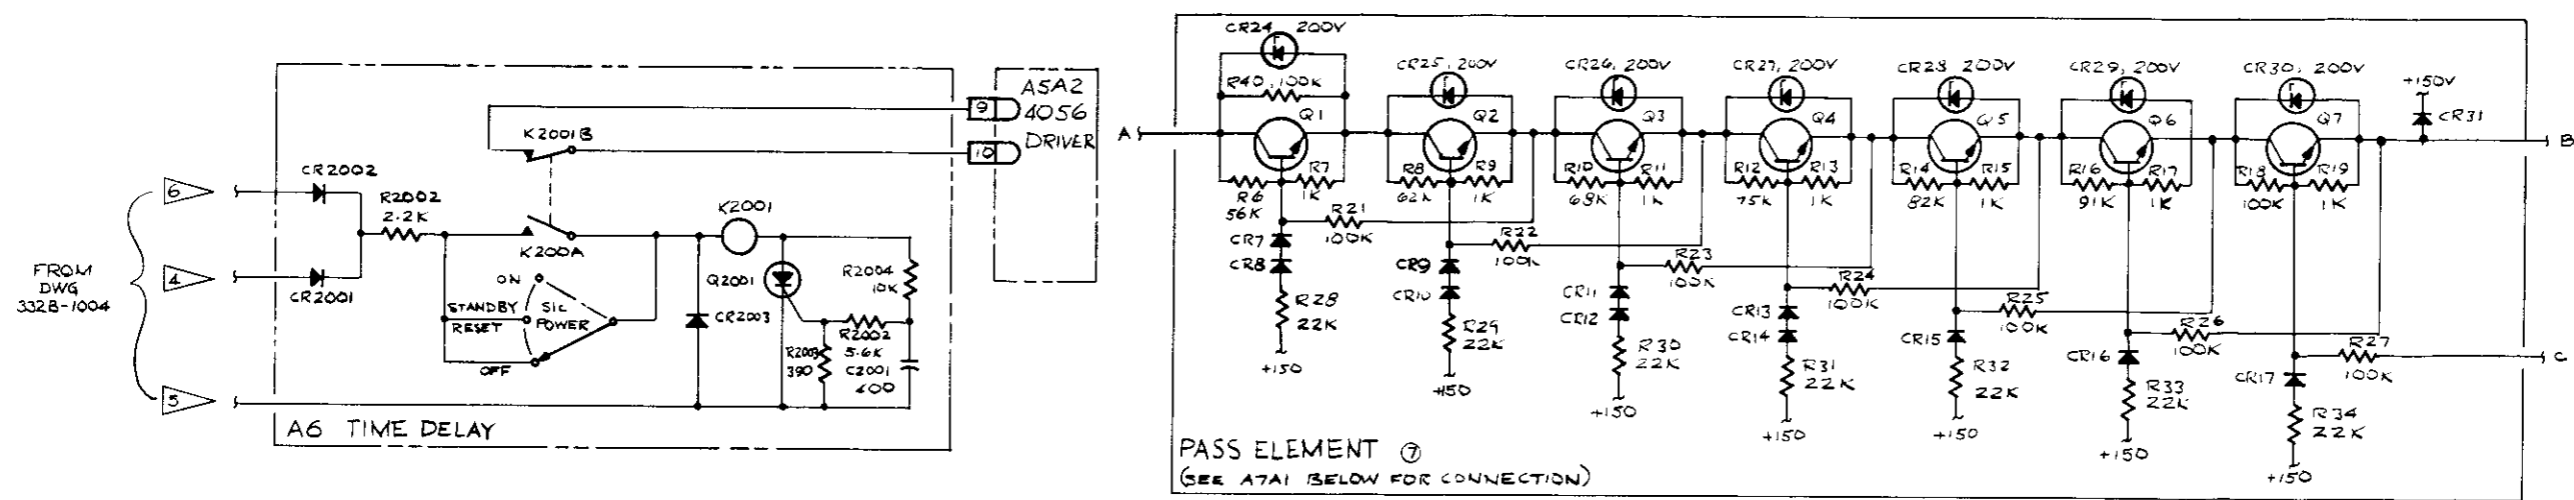 A5A2
4056
DRIVER
9
10
K2001B
CR2002
6
R2002
2.2K
K2001
K200A
FROM
DWG
332B-1004
4
CR2001
ON
STANDBY
RESET
S1C
POWER
OFF
CR2003
Q2001
R2004
10K
R2002
5.6K
R2003
390
C2001
600
5
A6 TIME DELAY
CR24 200V
R40, 100K
Q1
A
R6
56K
R7
1K
R21
100K
CR7
CR8
R28
22K
+150
CR25, 200V
Q2
R8
62K
R9
1K
R22
100K
CR9
CR10
R29
22K
+150
CR26, 200V
Q3
R10
68K
R11
1K
R23
100K
CR11
CR12
R30
22K
+150
CR27, 200V
Q4
R12
75K
R13
1K
R24
100K
CR13
CR14
R31
22K
+150
CR28 200V
Q5
R14
82K
R15
1K
R25
100K
CR15
R32
22K
+150
CR29, 200V
Q6
R16
91K
R17
1K
R26
100K
CR16
R33
22K
+150
CR30, 200V
Q7
R18
100K
R19
1K
R27
100K
CR17
R34
22K
+150
+150V
CR31
B
C
PASS ELEMENT 7
(SEE A7A1 BELOW FOR CONNECTION)